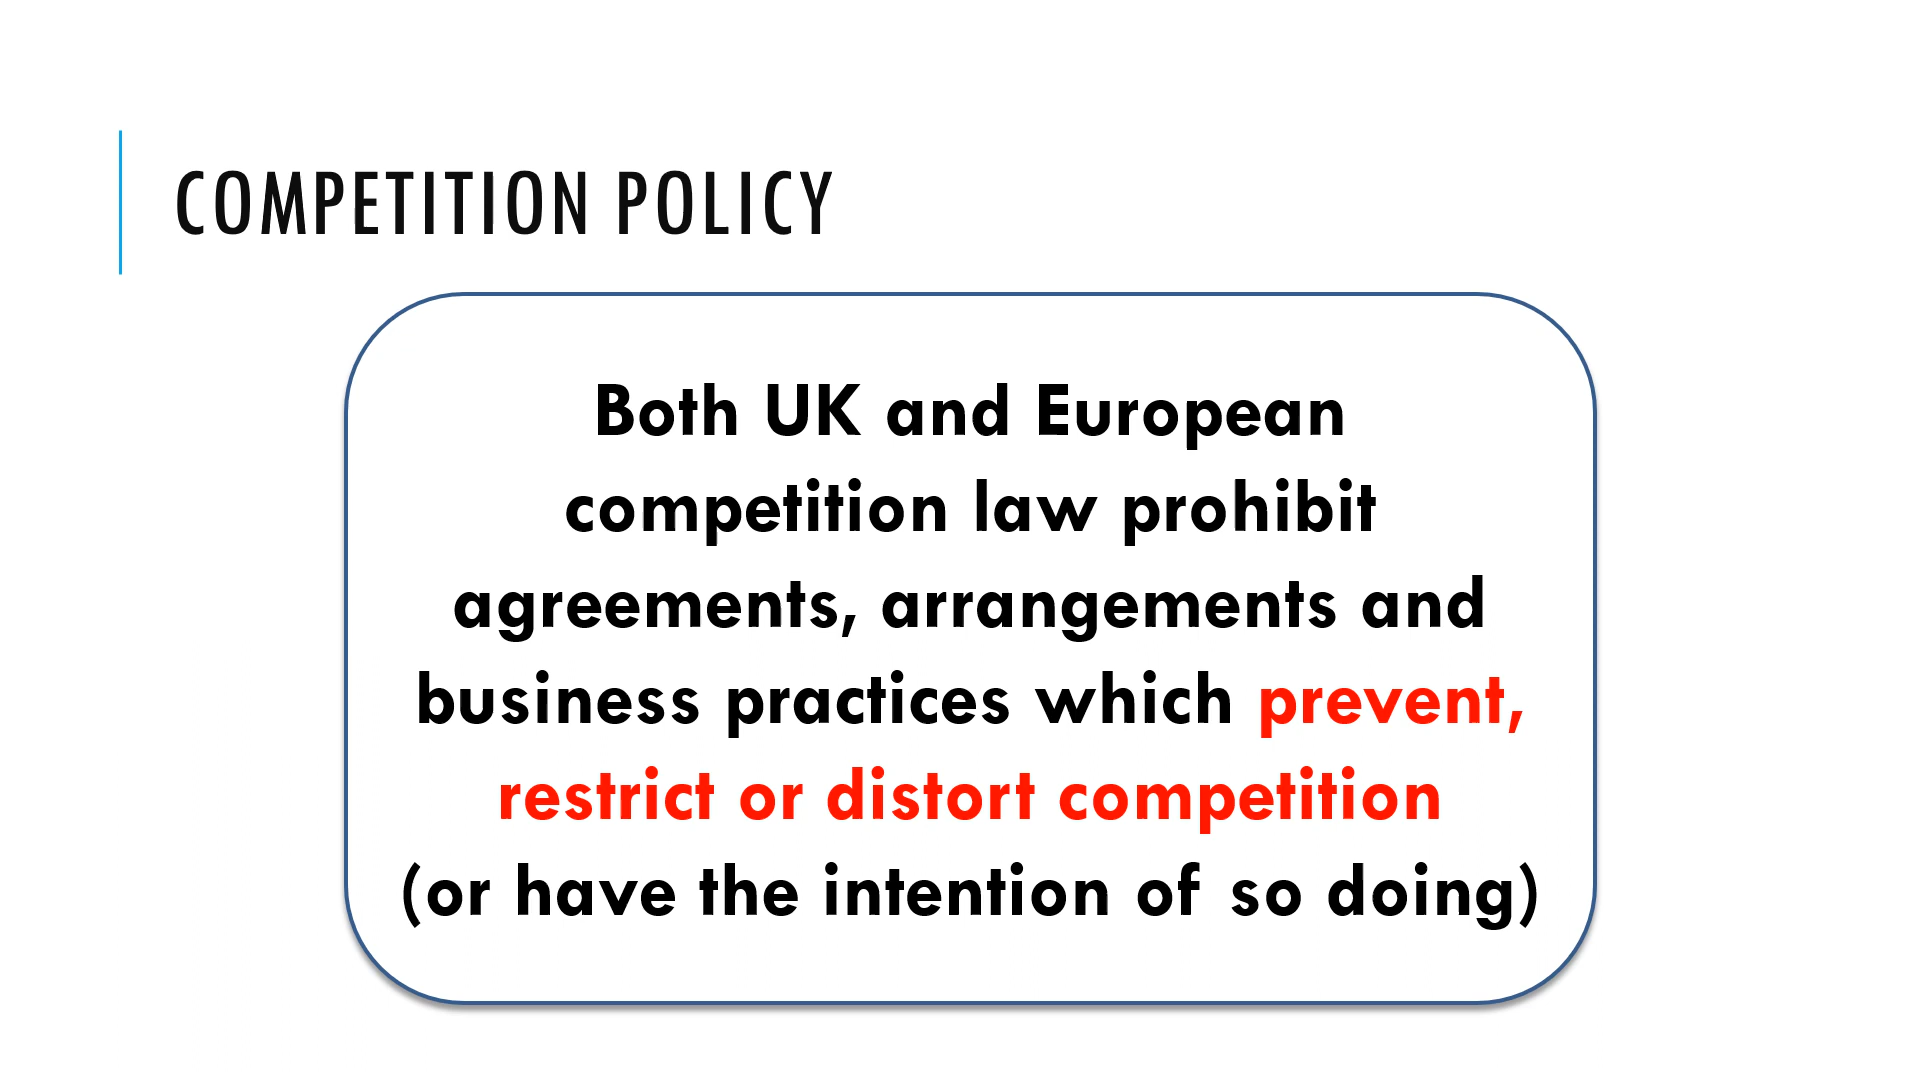 COMPETITION POLICY
Both UK and European
competition law prohibit
agreements, arrangements and
business practices which prevent,
restrict or distort competition
(or have the intention of so doing)